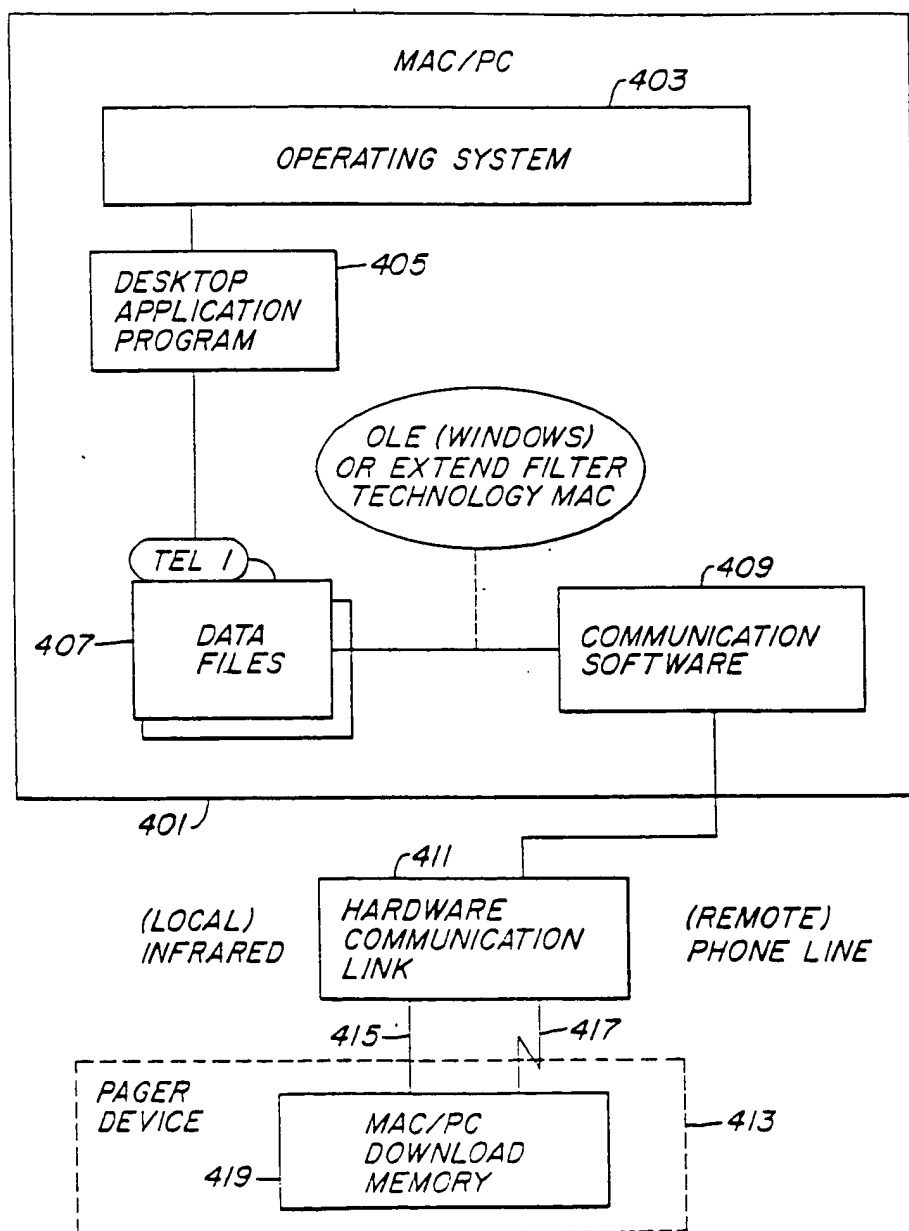 MAC/PC
403
OPERATING SYSTEM
405
DESKTOP
APPLICATION
PROGRAM
OLE (WINDOWS)
OR EXTEND FILTER
TECHNOLOGY MAC
TEL 1
409
407
DATA
FILES
COMMUNICATION
SOFTWARE
401
411
(LOCAL)
INFRARED
HARDWARE
COMMUNICATION
LINK
(REMOTE)
PHONE LINE
415
417
PAGER
DEVICE
413
MAC/PC
DOWNLOAD
MEMORY
419